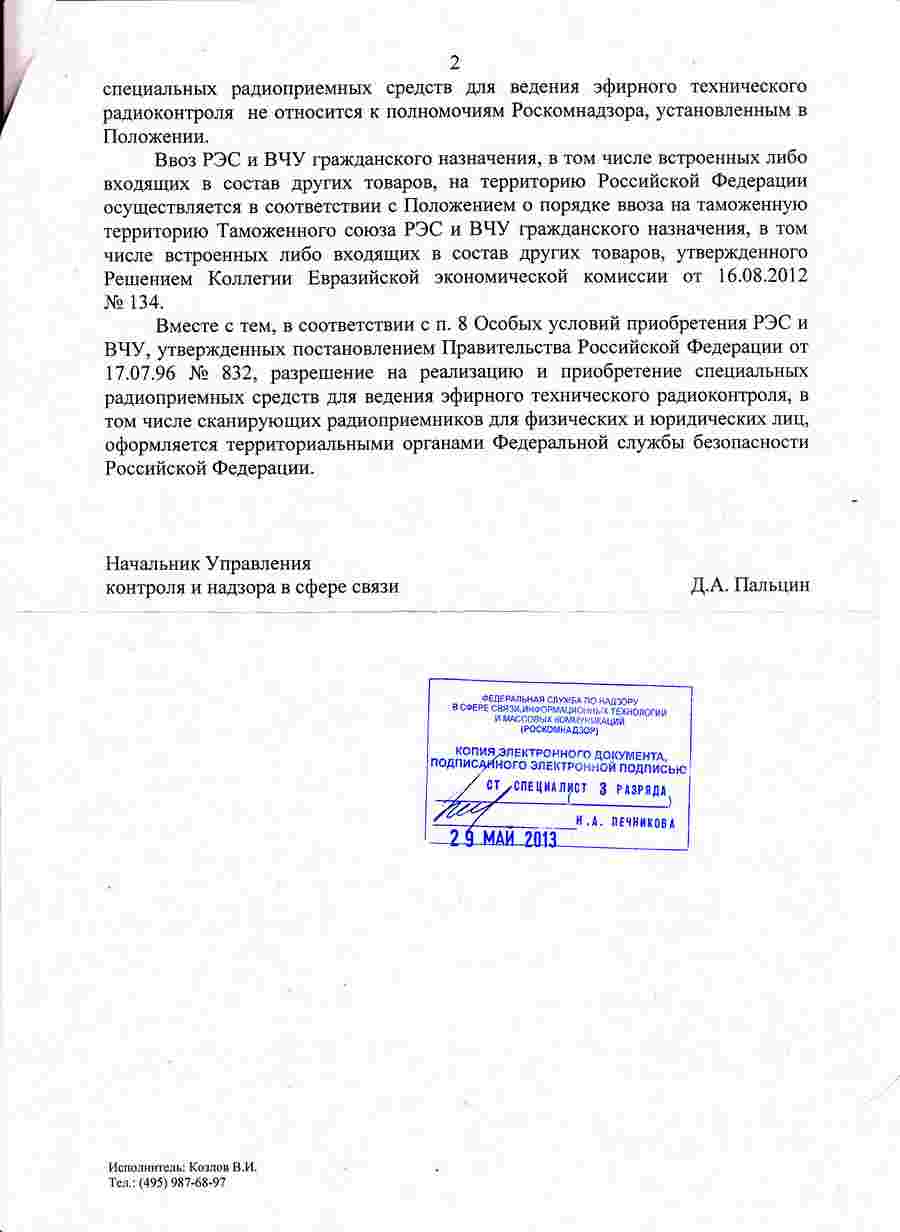 2
специальных радиоприемных средств для ведения эфирного технического
радиоконтроля не относится к полномочиям Роскомнадзора, установленным в
Положении.
Ввоз РЭС и ВЧУ гражданского назначения, в том числе встроенных либо
входящих в состав других товаров, на территорию Российской Федерации
осуществляется в соответствии с Положением о порядке ввоза на таможенную
территорию Таможенного союза РЭС и ВЧУ гражданского назначения, в том
числе встроенных либо входящих в состав других товаров, утвержденного
Решением Коллегии Евразийской экономической комиссии от 16.08.2012
№ 134.
Вместе с тем, в соответствии с п. 8 Особых условий приобретения РЭС и
ВЧУ, утвержденных постановлением Правительства Российской Федерации от
17.07.96 № 832, разрешение на реализацию и приобретение специальных
радиоприемных средств для ведения эфирного технического радиоконтроля, в
том числе сканирующих радиоприемников для физических и юридических лиц,
оформляется территориальными органами Федеральной службы безопасности
Российской Федерации.
Начальник Управления
контроля и надзора в сфере связи Д.А. Пальцин
ФЕДЕРАЛЬНАЯ СЛУЖБА ПО НАДЗОРУ
В СФЕРЕ СВЯЗИ,ИНФОРМАЦИОННЫХ ТЕХНОЛОГИЙ
И МАССОВЫХ КОММУНИКАЦИЙ
(РОСКОМНАДЗОР)
КОПИЯ ЭЛЕКТРОННОГО ДОКУМЕНТА,
ПОДПИСАННОГО ЭЛЕКТРОННОЙ ПОДПИСЬЮ
СТ СПЕЦИАЛИСТ 3 РАЗРЯДА
Н.А. ПЕЧНИКОВА
29 МАЙ 2013
Исполнитель: Козлов В.И.
Тел.: (495) 987-68-97